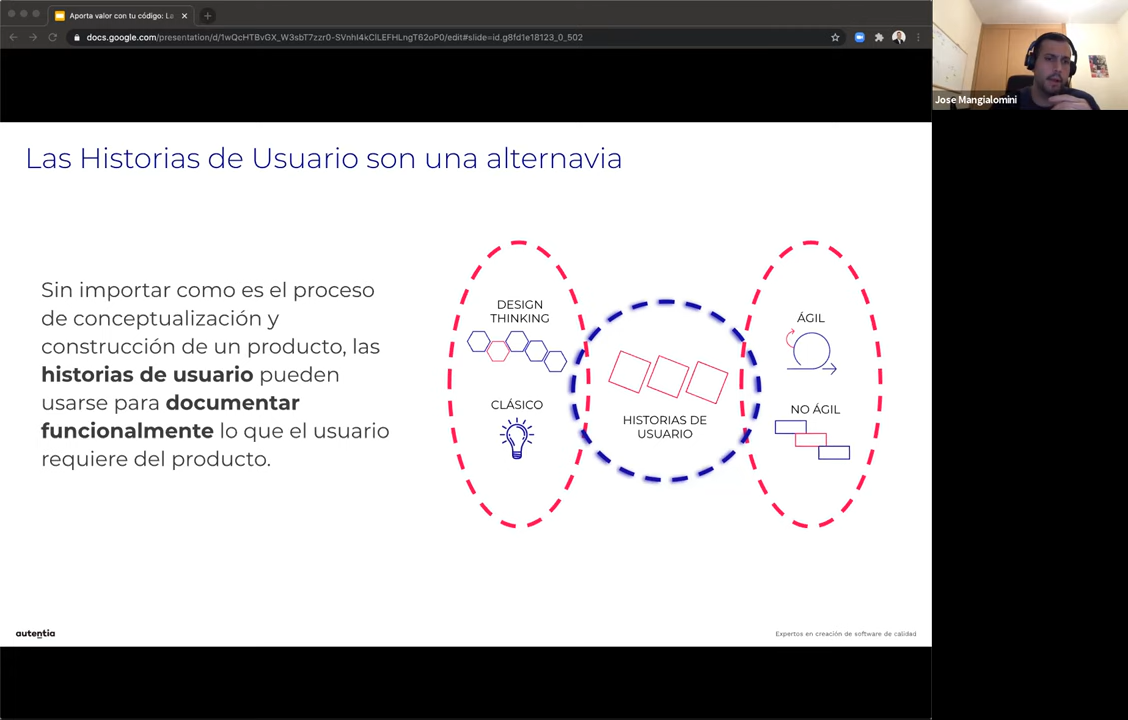 Aporta valor con tu código: La
docs.google.com/presentation/d/1wQcHTBvGX_W3sbT7zzr0-SVnhI4kCILEFHLngT62oP0/edit#slide=id.g8fd1e18123_0_502
Jose Mangialomini
Las Historias de Usuario son una alternavia
Sin importar como es el proceso
de conceptualización y
construcción de un producto, las
historias de usuario pueden
usarse para documentar
funcionalmente lo que el usuario
requiere del producto.
DESIGN
THINKING
CLÁSICO
HISTORIAS DE
USUARIO
ÁGIL
NO ÁGIL
autentia
Expertos en creación de software de calidad